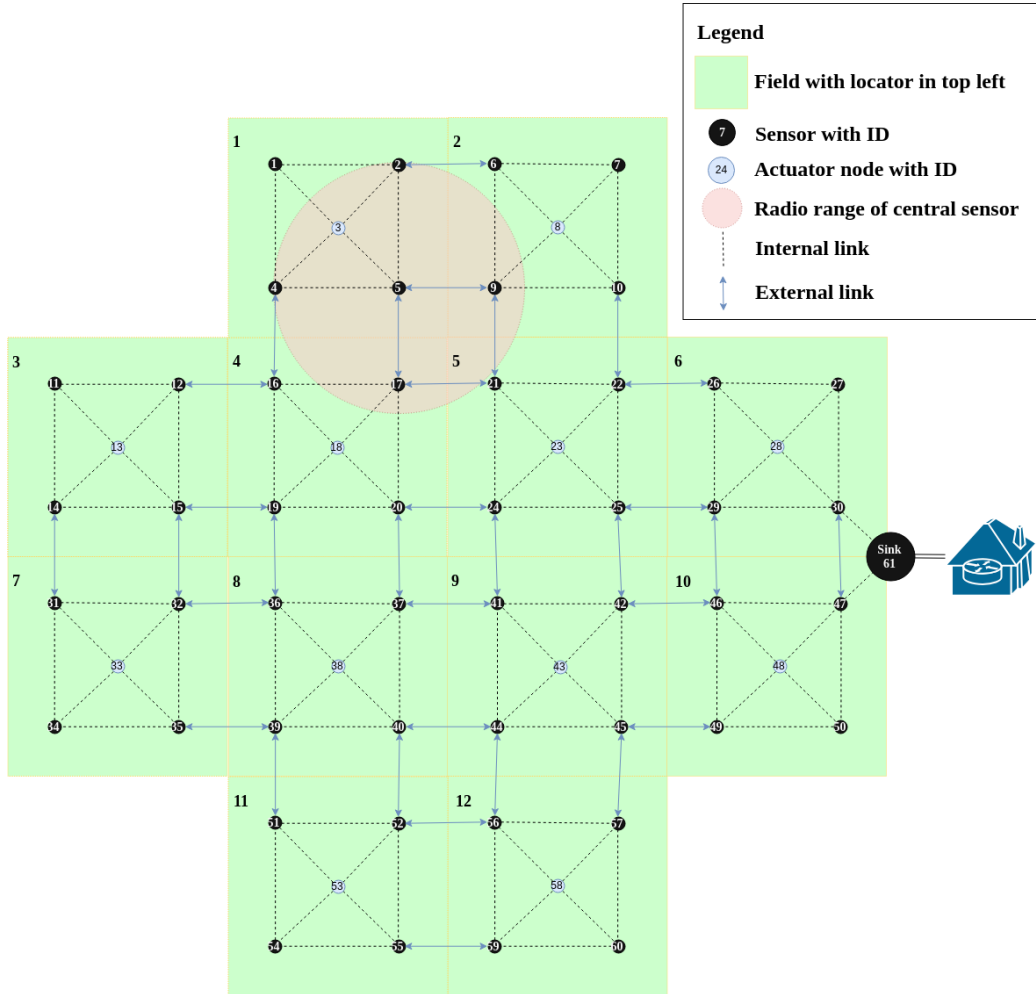 Legend
Field with locator in top left
7 Sensor with ID
24 Actuator node with ID
Radio range of central sensor
Internal link
External link
1 2
1 2 6 7
3 8
4 5 9 10
3 4 5 6
11 12 16 17 21 22 26 27
13 18 23 28
14 15 19 20 24 25 29 30
Sink
61
7 8 9 10
31 32 36 37 41 42 46 47
33 38 43 48
34 35 39 40 44 45 49 50
11 12
51 52 56 57
53 58
54 55 59 60